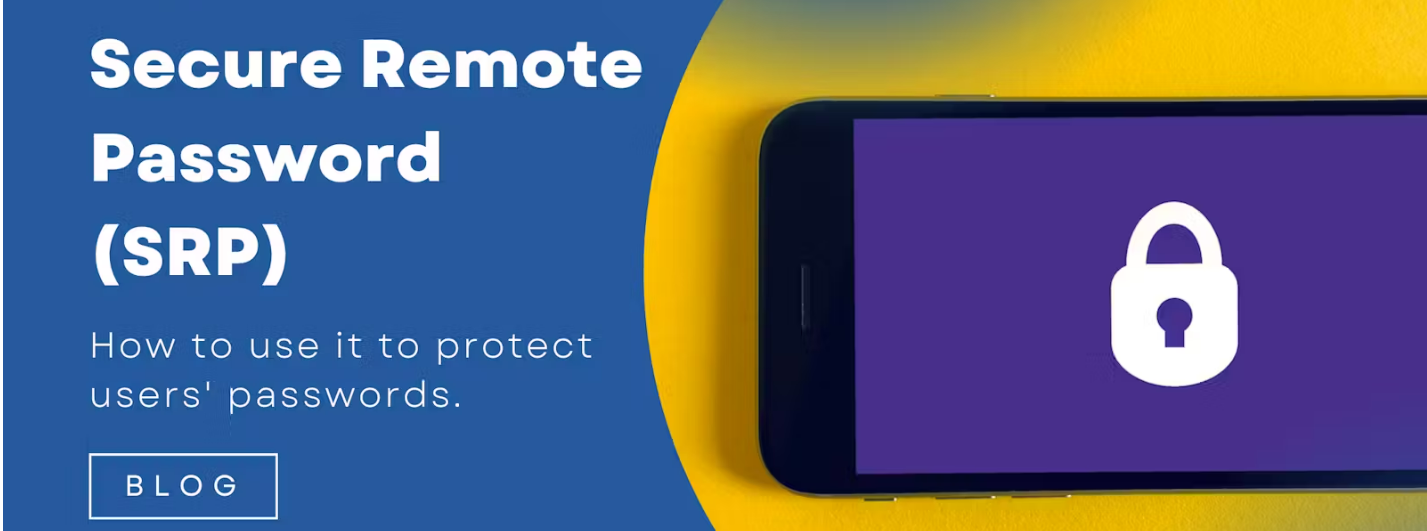 Secure Remote
Password
(SRP)
How to use it to protect
users' passwords.
BLOG